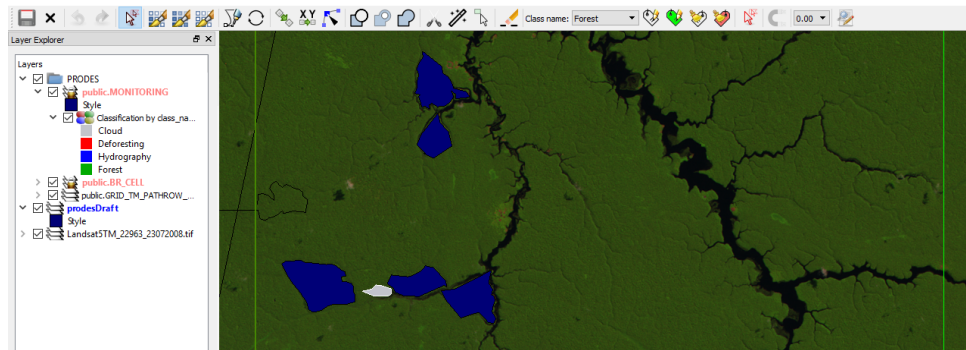 X Y
Class name: Forest
0.00
Layer Explorer
Layers
PRODES
public.MONITORING
Style
Classification by class_na...
Cloud
Deforesting
Hydrography
Forest
public.BR_CELL
public.GRID_TM_PATHROW_...
prodesDraft
Style
Landsat5TM_22963_23072008.tif